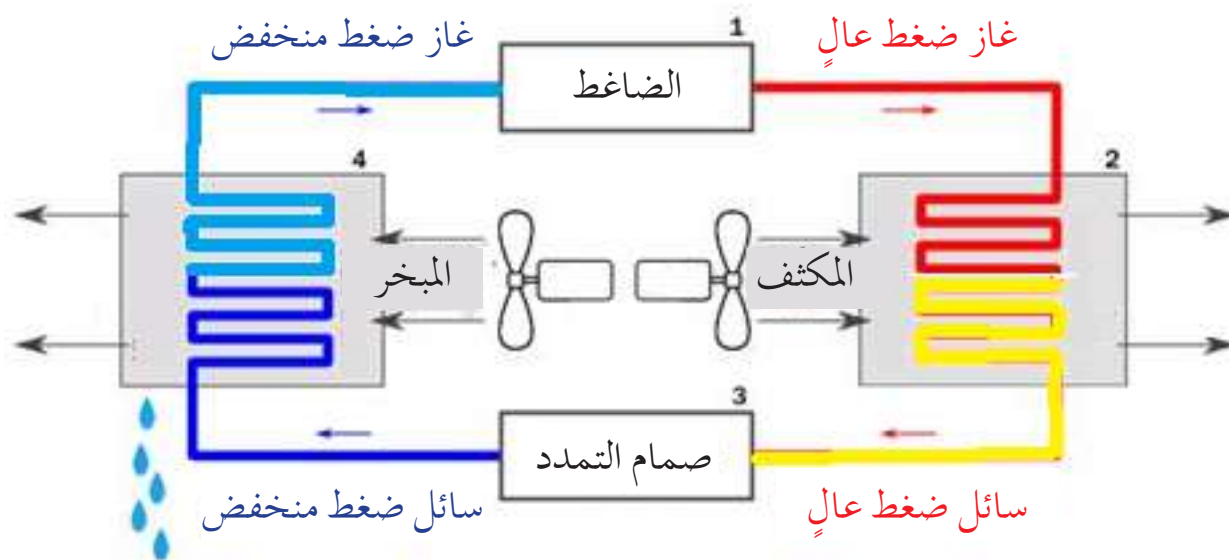 غاز ضغط عالٍ
1
غاز ضغط منخفض
الضاغط
2
4
المكثف
المبخر
3
صمام التمدد
سائل ضغط عالٍ
سائل ضغط منخفض